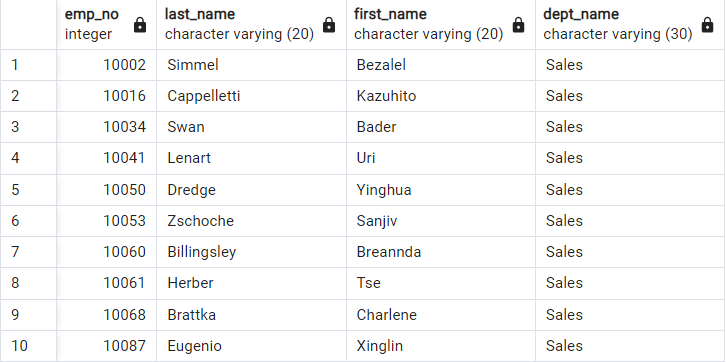 emp_no last_name first_name dept_name
integer character varying (20) character varying (20) character varying (30)
1 10002 Simmel Bezalel Sales
2 10016 Cappelletti Kazuhito Sales
3 10034 Swan Bader Sales
4 10041 Lenart Uri Sales
5 10050 Dredge Yinghua Sales
6 10053 Zschoche Sanjiv Sales
7 10060 Billingsley Breannda Sales
8 10061 Herber Tse Sales
9 10068 Brattka Charlene Sales
10 10087 Eugenio Xinglin Sales